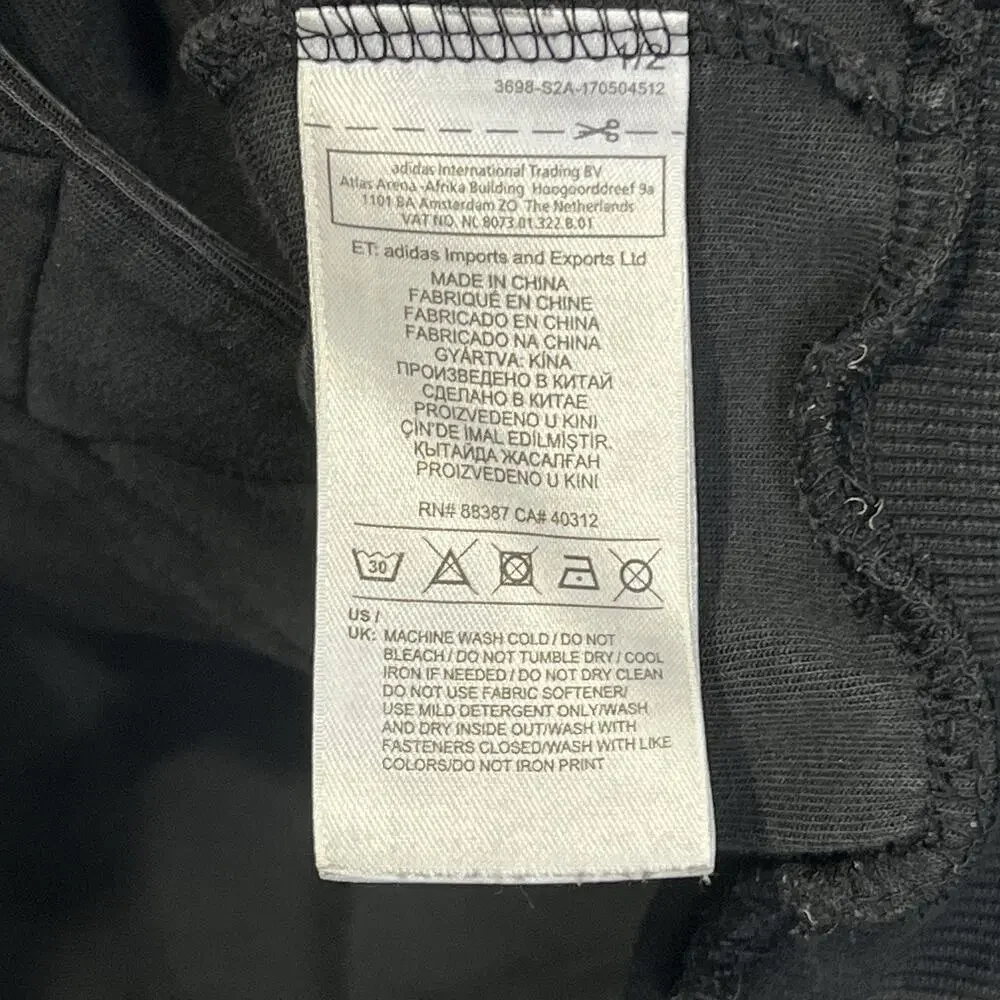 1/2
3698-S2A-170504512
adidas International Trading BV
Atlas Arena -Afrika Building Hoogoorddreef 9a
1101 BA Amsterdam ZO The Netherlands
VAT NO. NL 8073.01.322.B.01
ET: adidas Imports and Exports Ltd
MADE IN CHINA
FABRIQUÉ EN CHINE
FABRICADO EN CHINA
FABRICADO NA CHINA
GYÁRTVA: KÍNA
ПРОИЗВЕДЕНО В КИТАЙ
СДЕЛАНО В КИТАЕ
PROIZVEDENO U KINI
ÇİN'DE İMAL EDİLMİŞTİR.
ҚЫТАЙДА ЖАСАЛҒАН
PROIZVEDENO U KINI
RN# 88387 CA# 40312
30
US /
UK: MACHINE WASH COLD / DO NOT
BLEACH / DO NOT TUMBLE DRY / COOL
IRON IF NEEDED / DO NOT DRY CLEAN
DO NOT USE FABRIC SOFTENER/
USE MILD DETERGENT ONLY/WASH
AND DRY INSIDE OUT/WASH WITH
FASTENERS CLOSED/WASH WITH LIKE
COLORS/DO NOT IRON PRINT